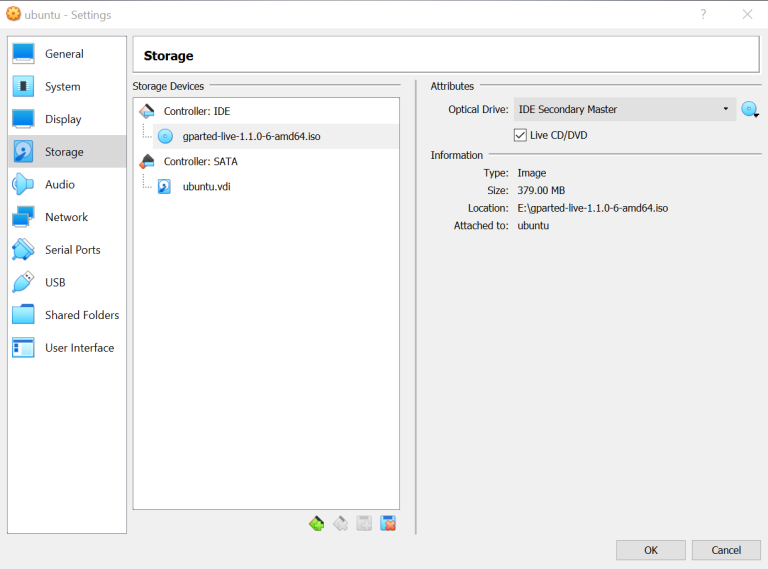 ubuntu - Settings
?
General
System
Display
Storage
Audio
Network
Serial Ports
USB
Shared Folders
User Interface
Storage
Storage Devices
Controller: IDE
gparted-live-1.1.0-6-amd64.iso
Controller: SATA
ubuntu.vdi
Attributes
Optical Drive: IDE Secondary Master
Live CD/DVD
Information
Type: Image
Size: 379.00 MB
Location: E:\gparted-live-1.1.0-6-amd64.iso
Attached to: ubuntu
OK Cancel